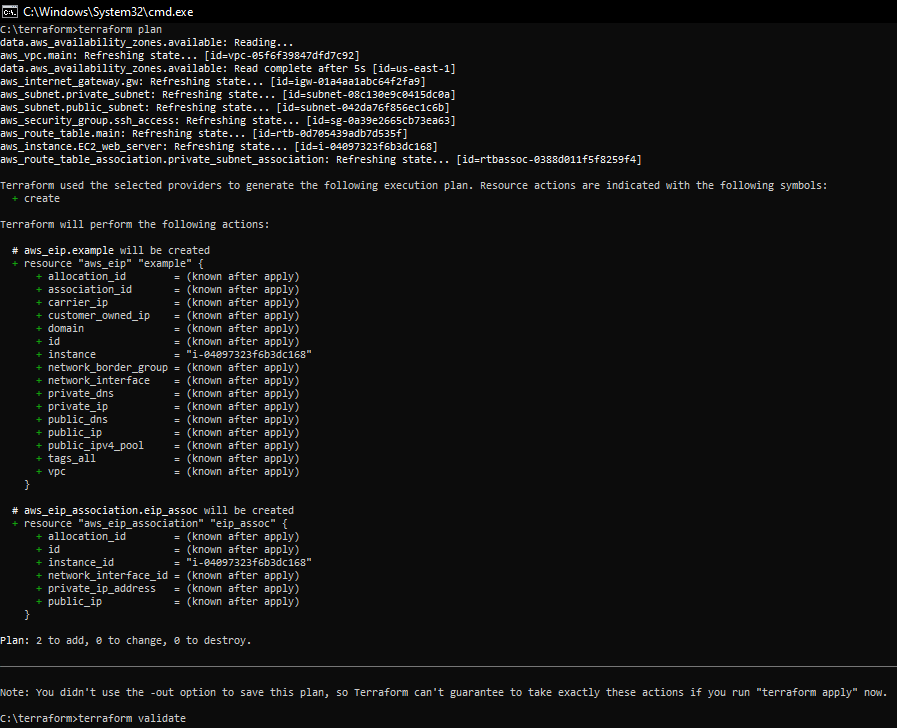 C:\Windows\System32\cmd.exe
C:\terraform>terraform plan
data.aws_availability_zones.available: Reading...
aws_vpc.main: Refreshing state... [id=vpc-05f6f39847dfd7c92]
data.aws_availability_zones.available: Read complete after 5s [id=us-east-1]
aws_internet_gateway.gw: Refreshing state... [id=igw-01a4aa1abc64f2fa9]
aws_subnet.private_subnet: Refreshing state... [id=subnet-08c130e9c0415dc0a]
aws_subnet.public_subnet: Refreshing state... [id=subnet-042da76f856ec1c6b]
aws_security_group.ssh_access: Refreshing state... [id=sg-0a39e2665cb73ea63]
aws_route_table.main: Refreshing state... [id=rtb-0d705439adb7d535f]
aws_instance.EC2_web_server: Refreshing state... [id=i-04097323f6b3dc168]
aws_route_table_association.private_subnet_association: Refreshing state... [id=rtbassoc-0388d011f5f8259f4]
Terraform used the selected providers to generate the following execution plan. Resource actions are indicated with the following symbols:
+ create
Terraform will perform the following actions:
# aws_eip.example will be created
+ resource "aws_eip" "example" {
+ allocation_id = (known after apply)
+ association_id = (known after apply)
+ carrier_ip = (known after apply)
+ customer_owned_ip = (known after apply)
+ domain = (known after apply)
+ id = (known after apply)
+ instance = "i-04097323f6b3dc168"
+ network_border_group = (known after apply)
+ network_interface = (known after apply)
+ private_dns = (known after apply)
+ private_ip = (known after apply)
+ public_dns = (known after apply)
+ public_ip = (known after apply)
+ public_ipv4_pool = (known after apply)
+ tags_all = (known after apply)
+ vpc = (known after apply)
}
# aws_eip_association.eip_assoc will be created
+ resource "aws_eip_association" "eip_assoc" {
+ allocation_id = (known after apply)
+ id = (known after apply)
+ instance_id = "i-04097323f6b3dc168"
+ network_interface_id = (known after apply)
+ private_ip_address = (known after apply)
+ public_ip = (known after apply)
}
Plan: 2 to add, 0 to change, 0 to destroy.
Note: You didn't use the -out option to save this plan, so Terraform can't guarantee to take exactly these actions if you run "terraform apply" now.
C:\terraform>terraform validate